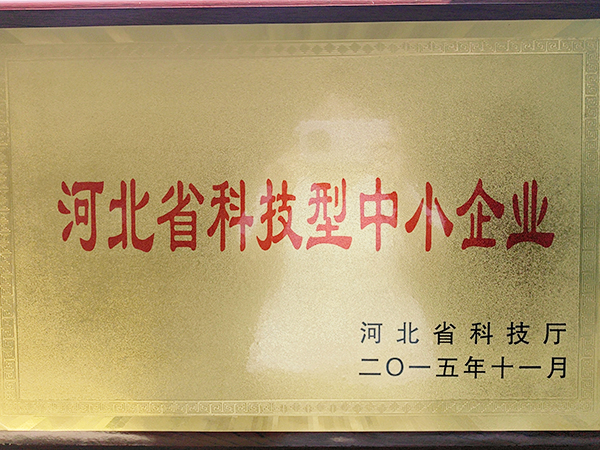 河北省科技型中小企业
河北省科技厅
二〇一五年十一月